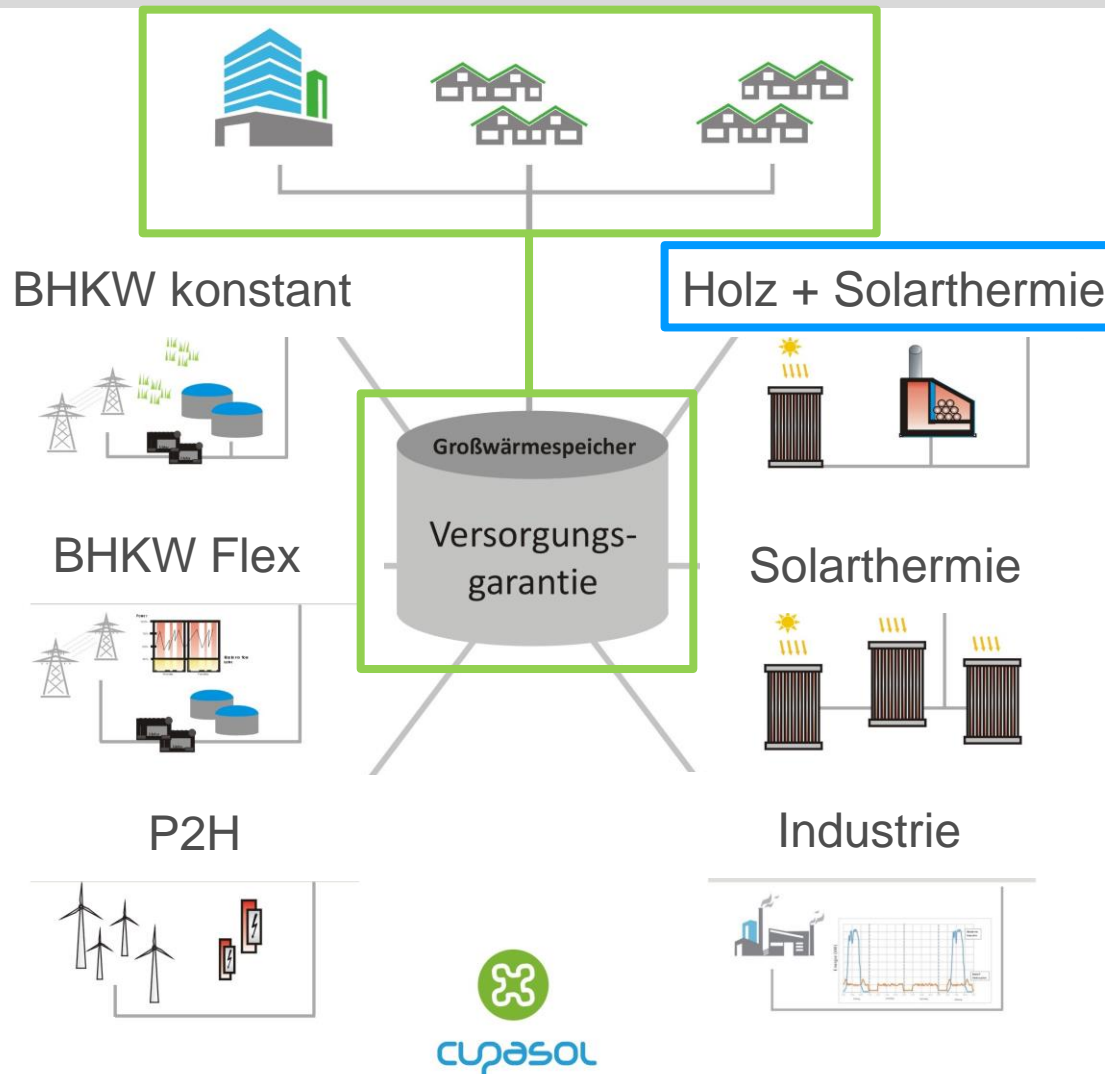 BHKW konstant
Holz + Solarthermie
Großwärmespeicher
Versorgungs-
garantie
BHKW Flex
Solarthermie
P2H
Industrie
cupasol